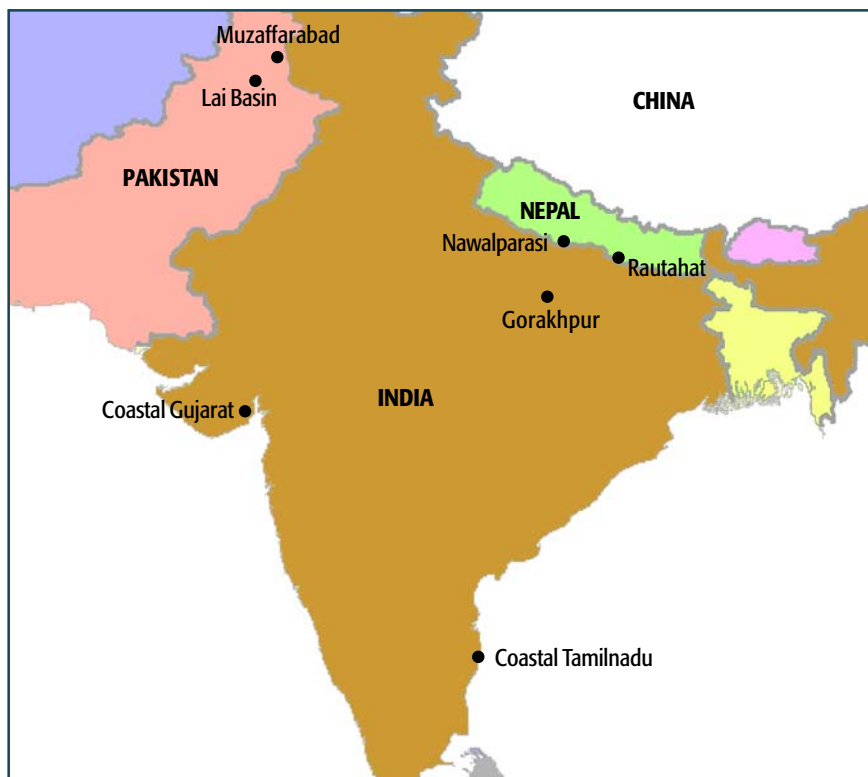 Muzaffarabad
Lai Basin
CHINA
PAKISTAN
NEPAL
Nawalparasi
Rautahat
Gorakhpur
INDIA
Coastal Gujarat
Coastal Tamilnadu